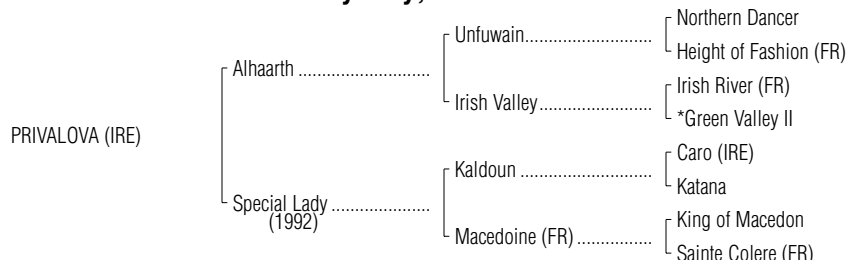 Northern Dancer
Unfuwain
Height of Fashion (FR)
Alhaarth
Irish River (FR)
Irish Valley
*Green Valley II
PRIVALOVA (IRE)
Caro (IRE)
Kaldoun
Katana
Special Lady
(1992)
King of Macedon
Macedoine (FR)
Sainte Colere (FR)